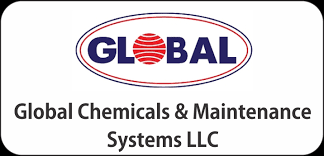 GLOBAL
Global Chemicals & Maintenance
Systems LLC